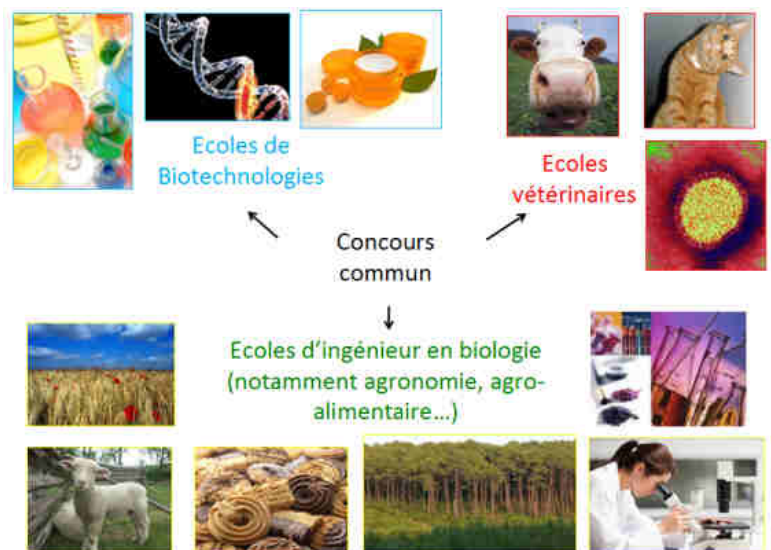 Ecoles de
Biotechnologies
Ecoles
vétérinaires
Concours
commun
Ecoles d'ingénieur en biologie
(notamment agronomie, agro-
alimentaire...)